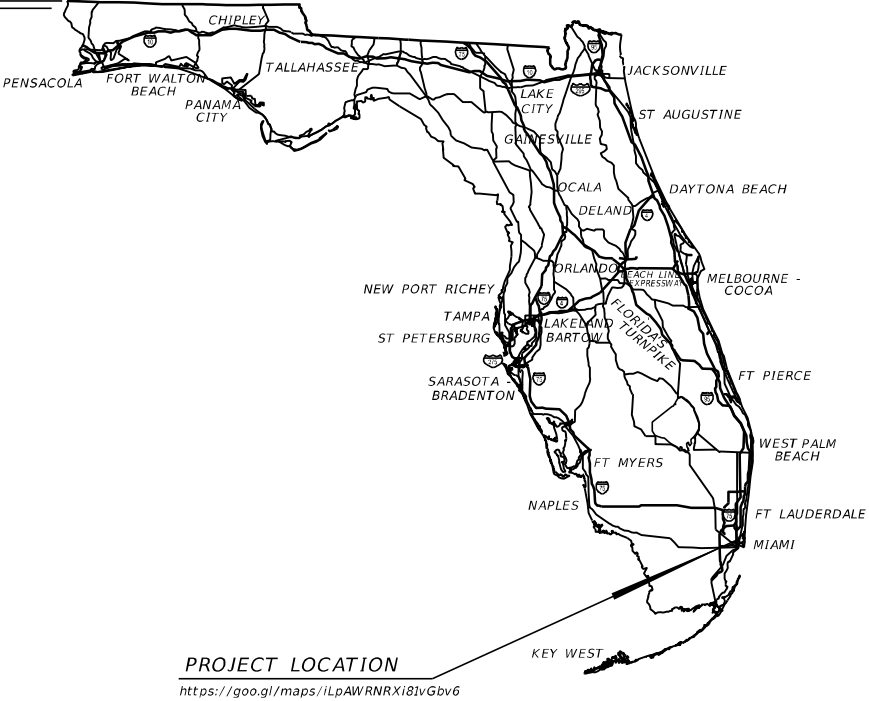 CHIPLEY
PENSACOLA
FORT WALTON
BEACH
PANAMA
CITY
TALLAHASSEE
LAKE
CITY
JACKSONVILLE
ST AUGUSTINE
GAINESVILLE
OCALA
DAYTONA BEACH
DELAND
ORLANDO
BEACH LINE
EXPRESSWAY
MELBOURNE -
COCOA
NEW PORT RICHEY
TAMPA
ST PETERSBURG
LAKELAND
BARTOW
FLORIDA'S
TURNPIKE
SARASOTA -
BRADENTON
FT PIERCE
WEST PALM
BEACH
FT MYERS
NAPLES
FT LAUDERDALE
MIAMI
KEY WEST
PROJECT LOCATION
https://goo.gl/maps/iLpAWRNRXi81vGbv6